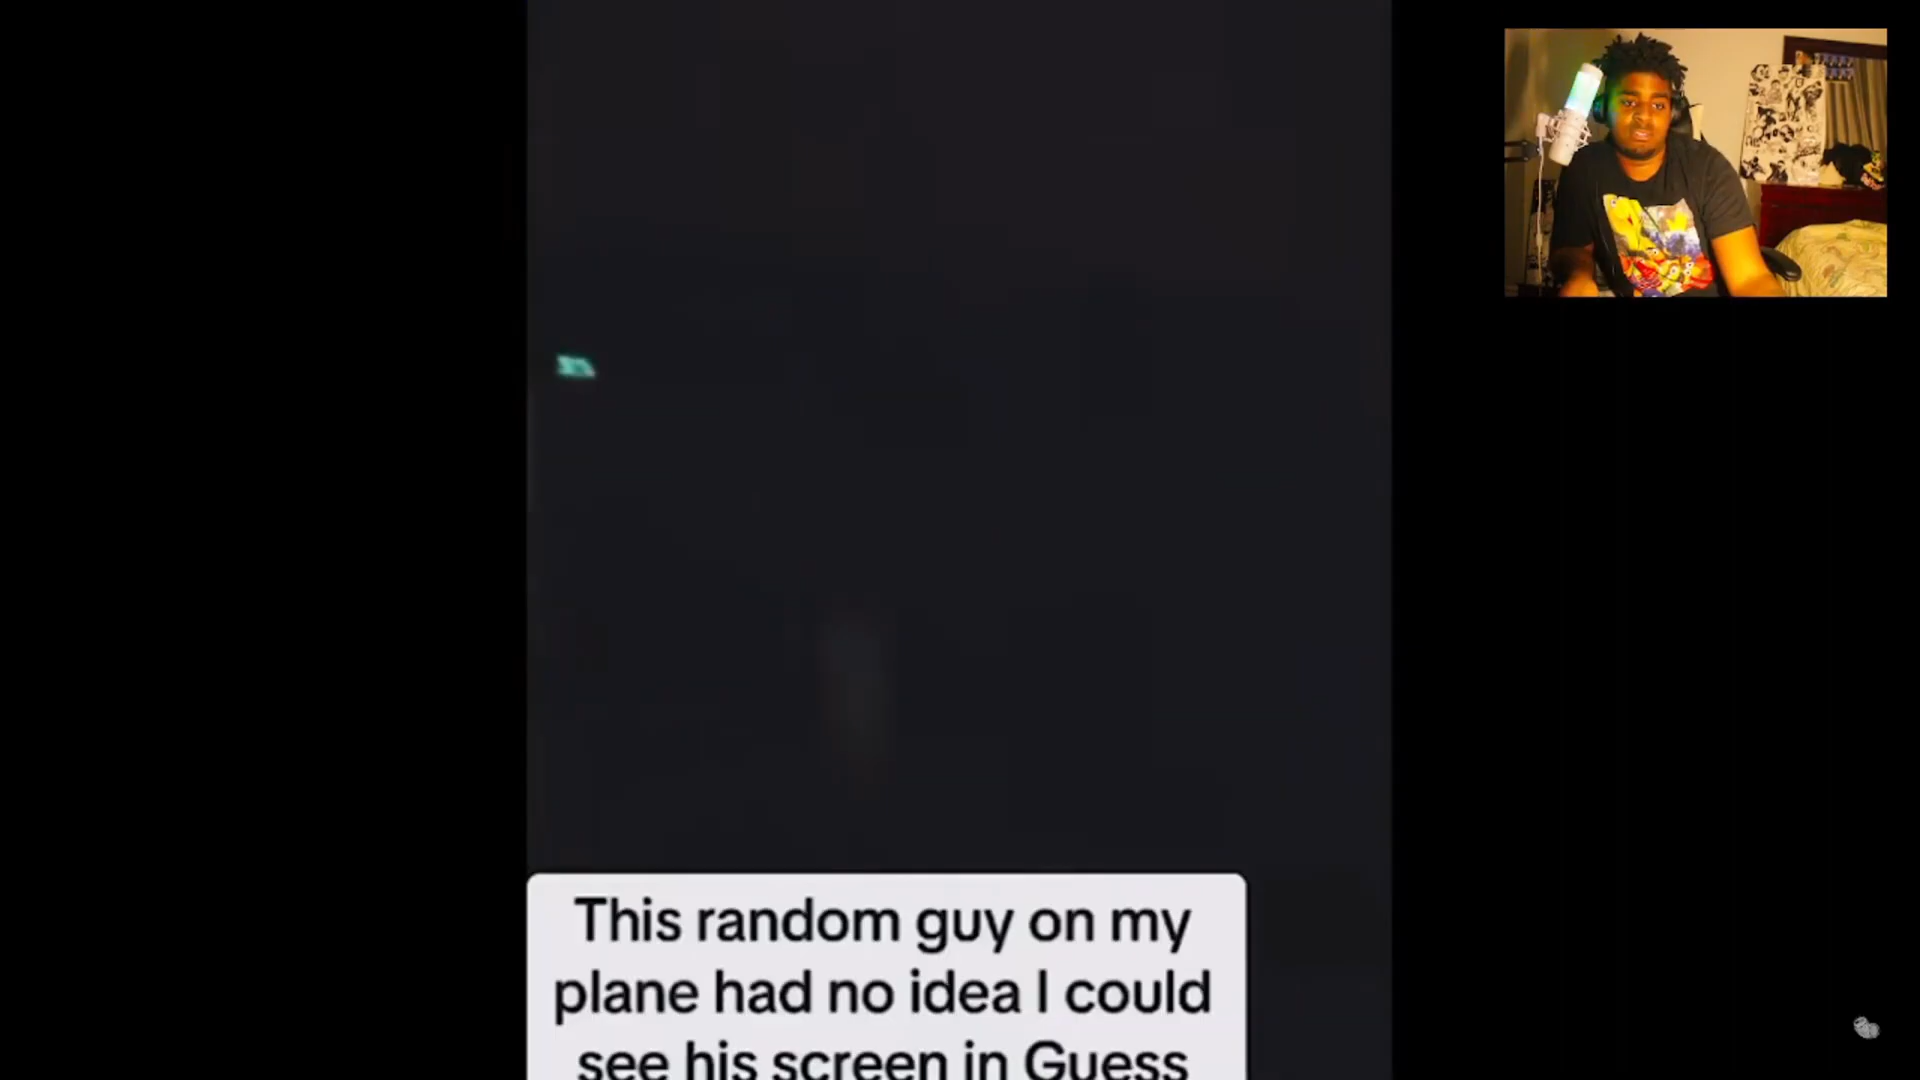 This random guy on my
plane had no idea I could
see his screen in Guess